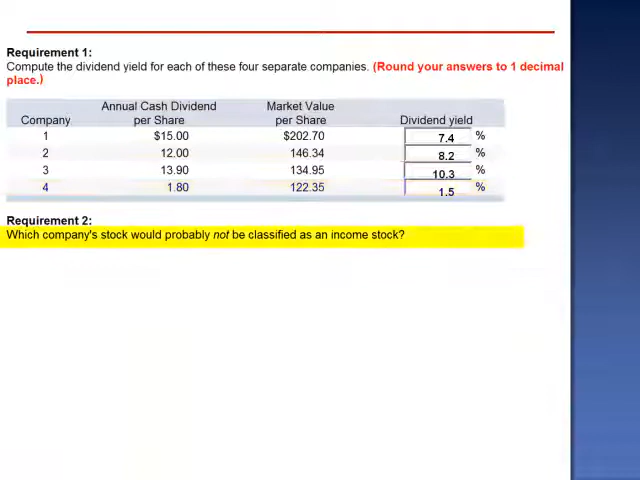 Requirement 1:
Compute the dividend yield for each of these four separate companies. (Round your answers to 1 decimal
place.)
Annual Cash Dividend Market Value
Company per Share per Share Dividend yield
1 $15.00 $202.70 7.4 %
2 12.00 146.34 8.2 %
3 13.90 134.95 10.3 %
4 1.80 122.35 1.5 %
Requirement 2:
Which company's stock would probably not be classified as an income stock?